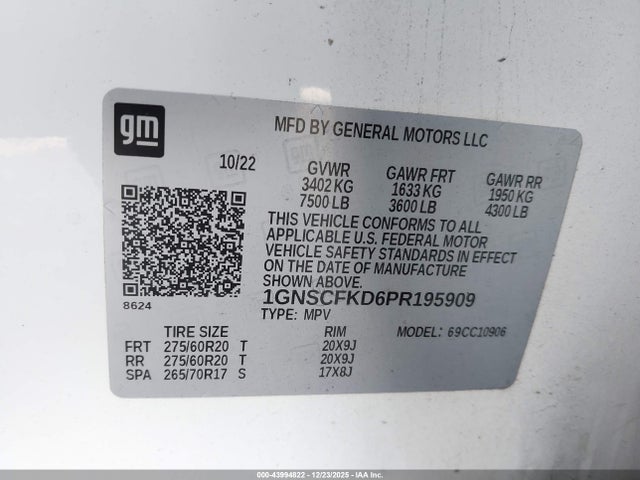 gm
MFD BY GENERAL MOTORS LLC
10/22
GVWR GAWR FRT GAWR RR
3402 KG 1633 KG 1950 KG
7500 LB 3600 LB 4300 LB
THIS VEHICLE CONFORMS TO ALL
APPLICABLE U.S. FEDERAL MOTOR
VEHICLE SAFETY STANDARDS IN EFFECT
ON THE DATE OF MANUFACTURE
SHOWN ABOVE.
1GNSCFKD6PR195909
8624
TYPE: MPV MODEL: 69CC10906
TIRE SIZE RIM
FRT 275/60R20 T 20X9J
RR 275/60R20 T 20X9J
SPA 265/70R17 S 17X8J
000-43994822 - 12/23/2025 - IAA Inc.